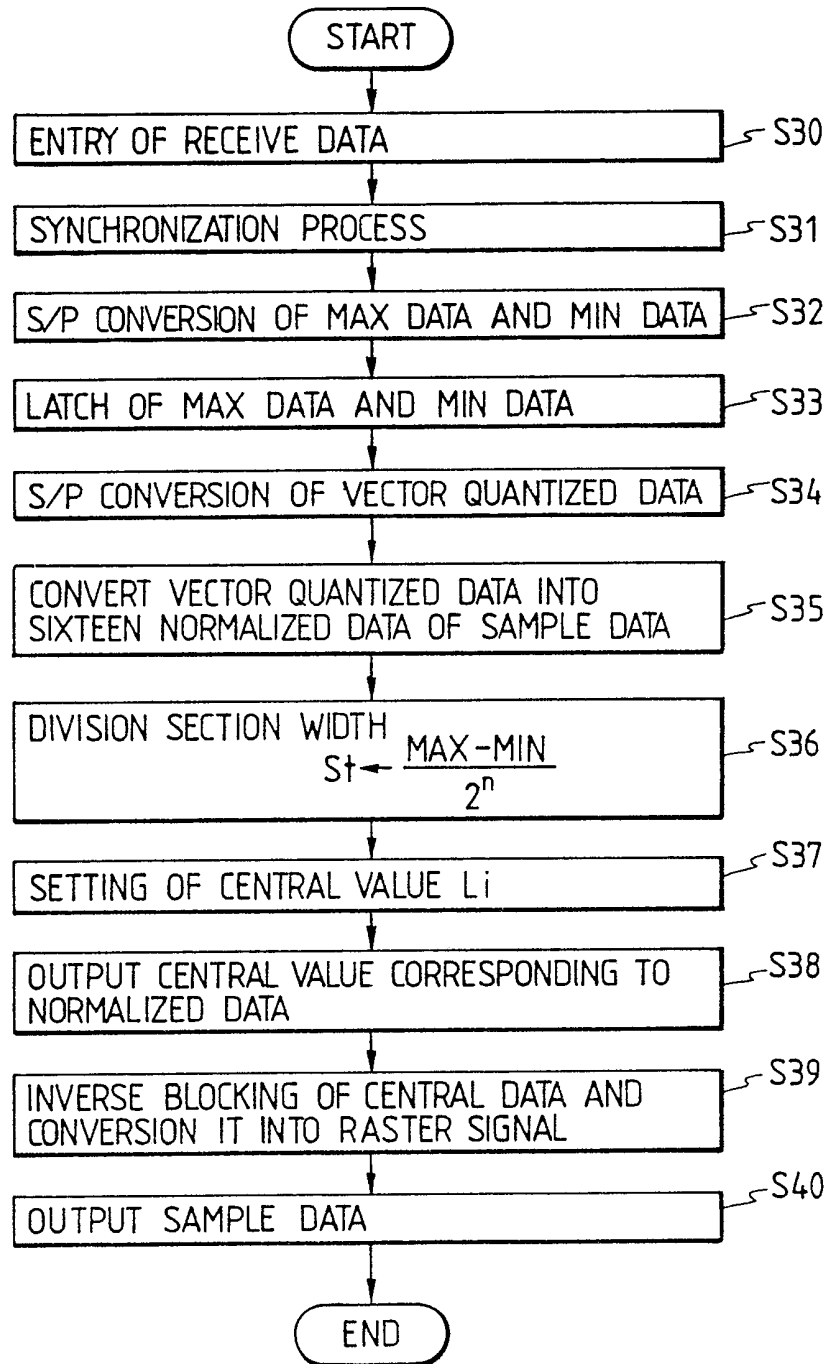 START
ENTRY OF RECEIVE DATA
S30
SYNCHRONIZATION PROCESS
S31
S/P CONVERSION OF MAX DATA AND MIN DATA
S32
LATCH OF MAX DATA AND MIN DATA
S33
S/P CONVERSION OF VECTOR QUANTIZED DATA
S34
CONVERT VECTOR QUANTIZED DATA INTO
SIXTEEN NORMALIZED DATA OF SAMPLE DATA
S35
DIVISION SECTION WIDTH
St ← MAX-MIN / 2^n
S36
SETTING OF CENTRAL VALUE Li
S37
OUTPUT CENTRAL VALUE CORRESPONDING TO
NORMALIZED DATA
S38
INVERSE BLOCKING OF CENTRAL DATA AND
CONVERSION IT INTO RASTER SIGNAL
S39
OUTPUT SAMPLE DATA
S40
END